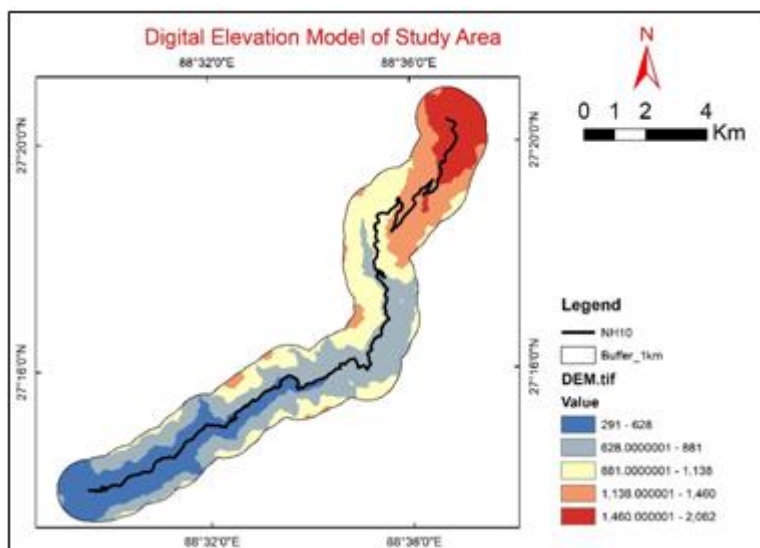 Digital Elevation Model of Study Area
88°32'0"E 88°36'0"E
N
0 1 2 4
Km
27°20'0"N 27°20'0"N
27°16'0"N 27°16'0"N
Legend
NH10
Buffer_1km
DEM.tif
Value
291 - 628
628.0000001 - 881
881.0000001 - 1,138
1,138.000001 - 1,460
1,460.000001 - 2,062
88°32'0"E 88°36'0"E